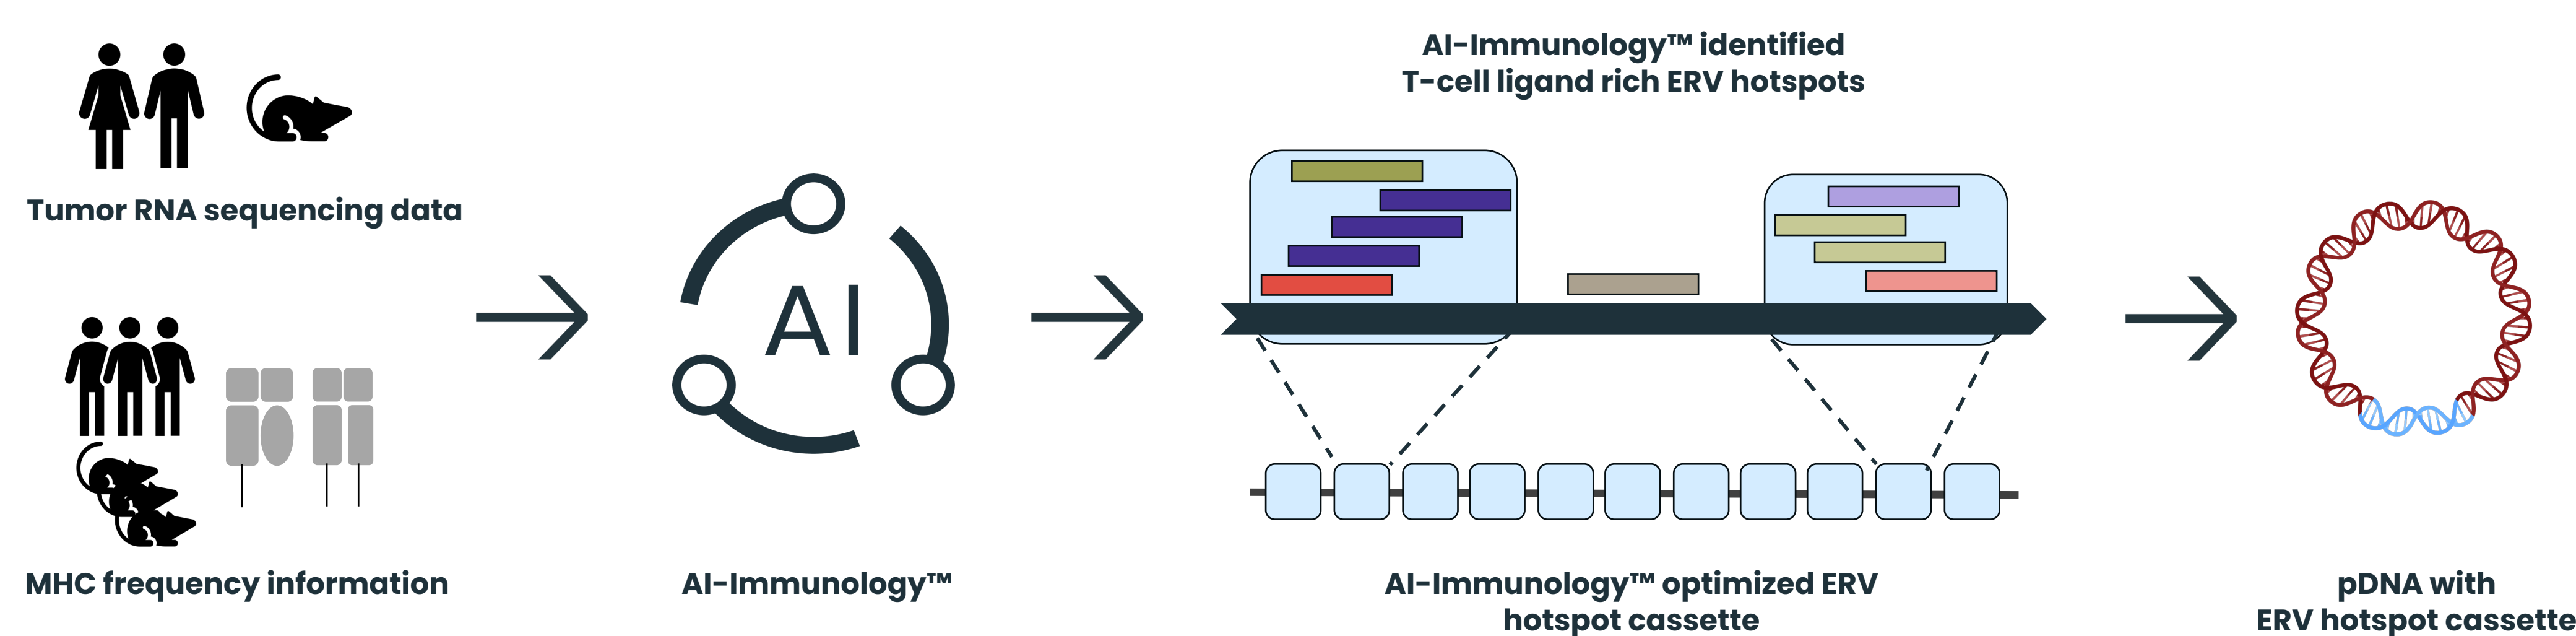 Tumor RNA sequencing data
MHC frequency information
AI
AI-Immunology™
AI-Immunology™ identified
T-cell ligand rich ERV hotspots
AI-Immunology™ optimized ERV
hotspot cassette
pDNA with
ERV hotspot cassette